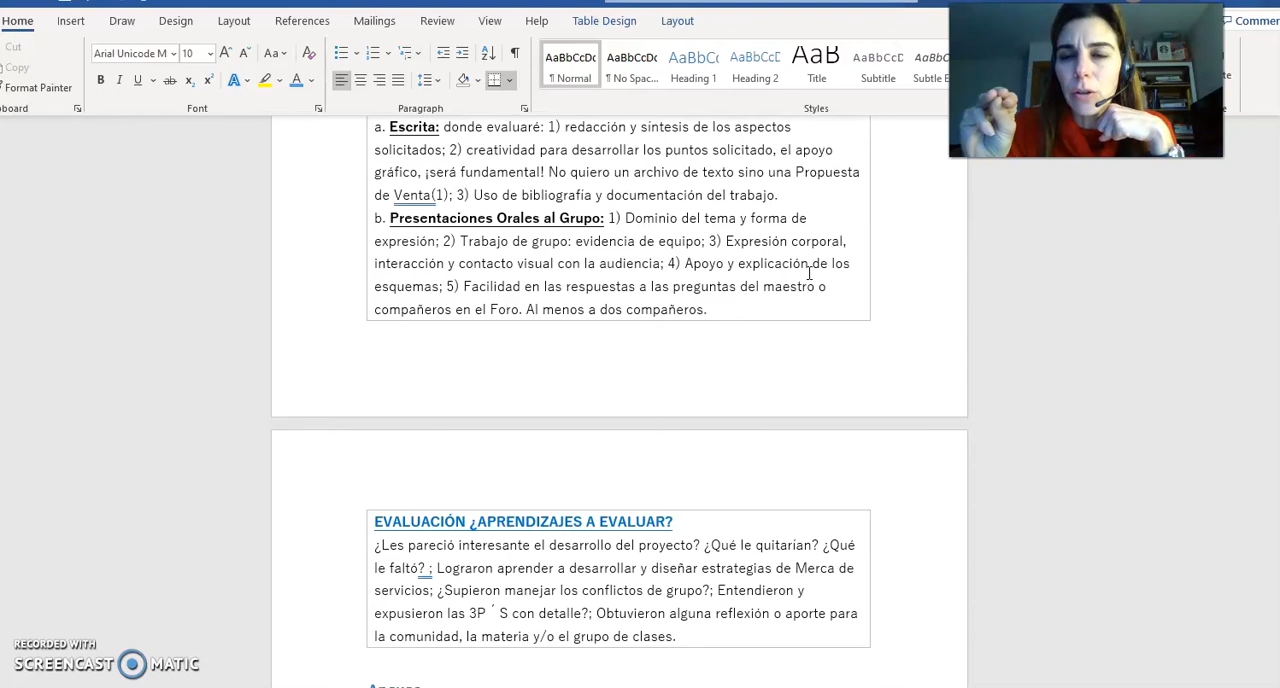 Home Insert Draw Design Layout References Mailings Review View Help Table Design Layout Commen
Cut
Copy
Format Painter
Arial Unicode M 10
AaBbCcDc AaBbCcDc AaBbCc AaBbCcD AaB AaBbCcD
¶ Normal ¶ No Spac... Heading 1 Heading 2 Title Subtitle Subtle E
board Font Paragraph Styles
a. Escrita: donde evaluaré: 1) redacción y síntesis de los aspectos
solicitados; 2) creatividad para desarrollar los puntos solicitado, el apoyo
gráfico, ¡será fundamental! No quiero un archivo de texto sino una Propuesta
de Venta(1); 3) Uso de bibliografía y documentación del trabajo.
b. Presentaciones Orales al Grupo: 1) Dominio del tema y forma de
expresión; 2) Trabajo de grupo: evidencia de equipo; 3) Expresión corporal,
interacción y contacto visual con la audiencia; 4) Apoyo y explicación de los
esquemas; 5) Facilidad en las respuestas a las preguntas del maestro o
compañeros en el Foro. Al menos a dos compañeros.
EVALUACIÓN ¿APRENDIZAJES A EVALUAR?
¿Les pareció interesante el desarrollo del proyecto? ¿Qué le quitarían? ¿Qué
le faltó? ; Lograron aprender a desarrollar y diseñar estrategias de Merca de
servicios; ¿Supieron manejar los conflictos de grupo?; Entendieron y
expusieron las 3P ´ S con detalle?; Obtuvieron alguna reflexión o aporte para
la comunidad, la materia y/o el grupo de clases.
RECORDED WITH
SCREENCAST MATIC